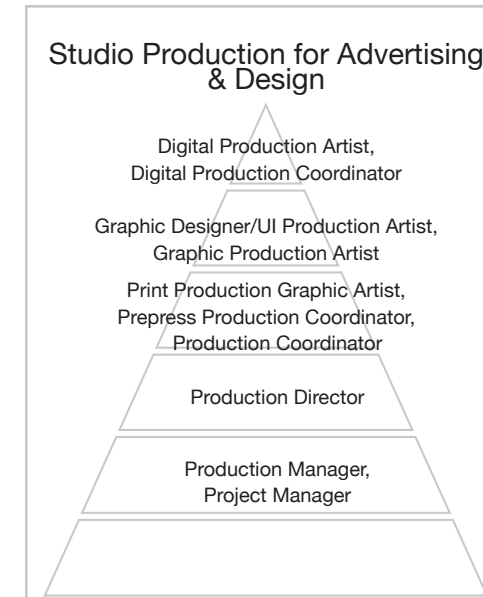 Studio Production for Advertising
& Design
Digital Production Artist,
Digital Production Coordinator
Graphic Designer/UI Production Artist,
Graphic Production Artist
Print Production Graphic Artist,
Prepress Production Coordinator,
Production Coordinator
Production Director
Production Manager,
Project Manager